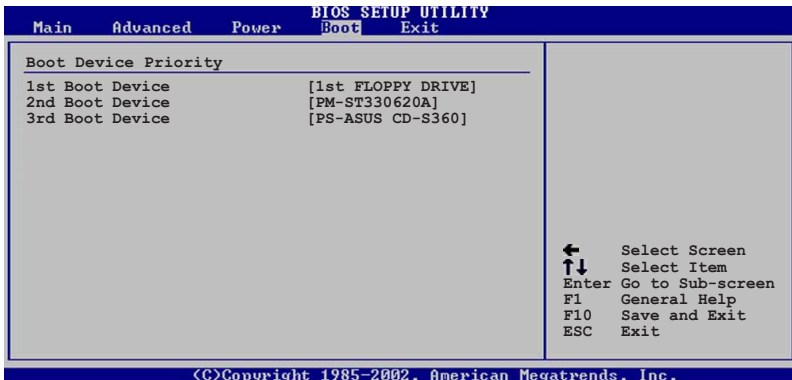 BIOS SETUP UTILITY
Main Advanced Power Boot Exit
Boot Device Priority
1st Boot Device [1st FLOPPY DRIVE]
2nd Boot Device [PM-ST330620A]
3rd Boot Device [PS-ASUS CD-S360]
← Select Screen
↑↓ Select Item
Enter Go to Sub-screen
F1 General Help
F10 Save and Exit
ESC Exit
(C)Copyright 1985-2002, American Megatrends, Inc.